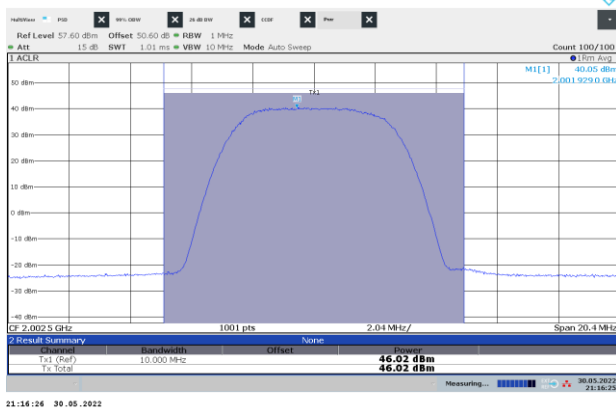 MultiView PSD X 99% OBW X 26 dB BW X CCDF X Pwr X
Ref Level 57.60 dBm Offset 50.60 dB RBW 1 MHz
Att 15 dB SWT 1.01 ms VBW 10 MHz Mode Auto Sweep Count 100/100
1 ACLR 1Rm Avg
M1[1] 40.05 dBm
2.001 929 0 GHz
Tx1
M1
50 dBm
40 dBm
30 dBm
20 dBm
10 dBm
0 dBm
-10 dBm
-20 dBm
-30 dBm
-40 dBm
CF 2.0025 GHz 1001 pts 2.04 MHz/ Span 20.4 MHz
2 Result Summary None
Channel Bandwidth Offset Power
Tx1 (Ref) 10.000 MHz 46.02 dBm
Tx Total 46.02 dBm
Measuring... 30.05.2022
21:16:25
21:16:26 30.05.2022